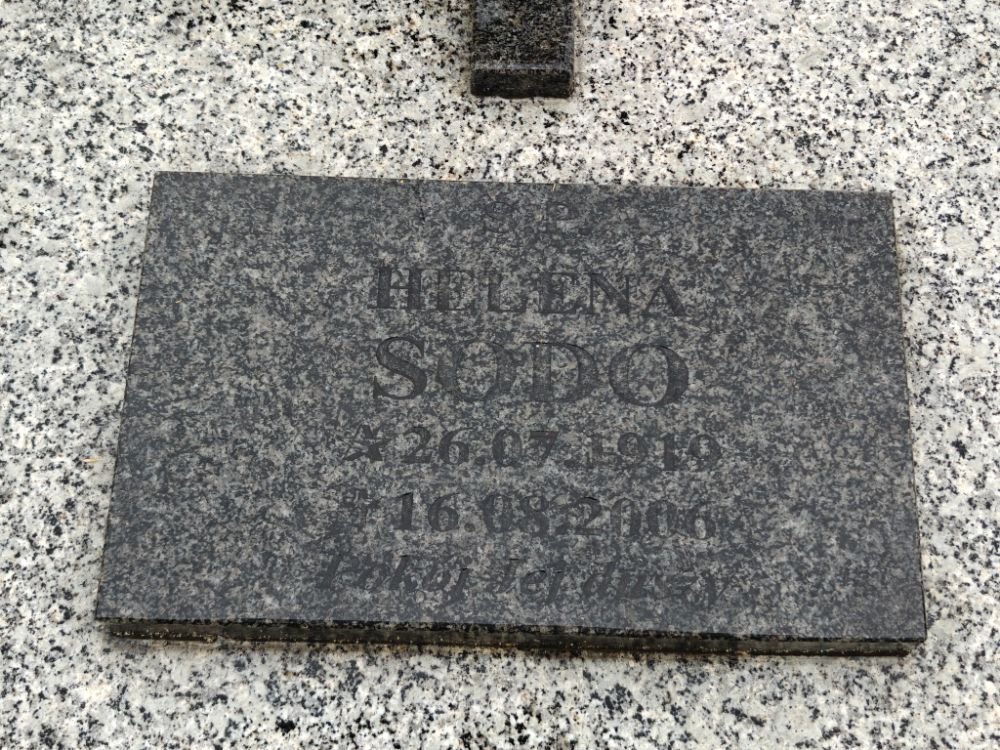 Ś P
HELENA
SODO
* 26.07.1919
† 16.08.2006
Pokój Jej duszy